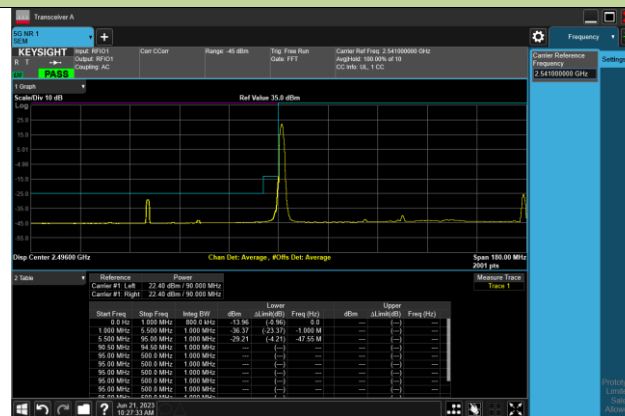 Transceiver A
5G NR 1
SEM
Frequency
KEYSIGHT Input: RFIO1 Corr CCorr Range: -45 dBm Trig: Free Run Carrier Ref Freq: 2.541000000 GHz
R T Output: RFIO1 Gate: FFT Avg|Hold: 100.00% of 10
Coupling: AC CC Info: UL, 1 CC
PASS
Carrier Reference
Frequency
2.541000000 GHz
Settings
1 Graph
Scale/Div 10 dB Ref Value 35.0 dBm
Log
25.0
15.0
5.01
-4.99
-15.0
-25.0
-35.0
-45.0
-55.0
Disp Center 2.49600 GHz Chan Det: Average , #Offs Det: Average Span 180.00 MHz
2001 pts
2 Table Reference Power Measure Trace
Carrier #1: Left 22.40 dBm / 90.000 MHz Trace 1
Carrier #1: Right 22.40 dBm / 90.000 MHz
Lower Upper
Start Freq Stop Freq Integ BW dBm ΔLimit(dB) Freq (Hz) dBm ΔLimit(dB) Freq (Hz)
0.0 Hz 1.000 MHz 800.0 kHz -13.96 (-0.96) 0.0 --- (---) ---
1.000 MHz 5.500 MHz 1.000 MHz -36.37 (-23.37) -1.000 M --- (---) ---
5.500 MHz 95.00 MHz 1.000 MHz -29.21 (-4.21) -47.55 M --- (---) ---
90.50 MHz 94.50 MHz 1.000 MHz --- (---) --- --- (---) ---
95.00 MHz 500.0 MHz 1.000 MHz --- (---) --- --- (---) ---
95.00 MHz 500.0 MHz 1.000 MHz --- (---) --- --- (---) ---
95.00 MHz 500.0 MHz 1.000 MHz --- (---) --- --- (---) ---
95.00 MHz 500.0 MHz 1.000 MHz --- (---) --- --- (---) ---
95.00 MHz 500.0 MHz 1.000 MHz --- (---) --- --- (---) ---
95.00 MHz 500.0 MHz 1.000 MHz --- (---) --- --- (---) ---
Jun 21, 2023
10:27:33 AM